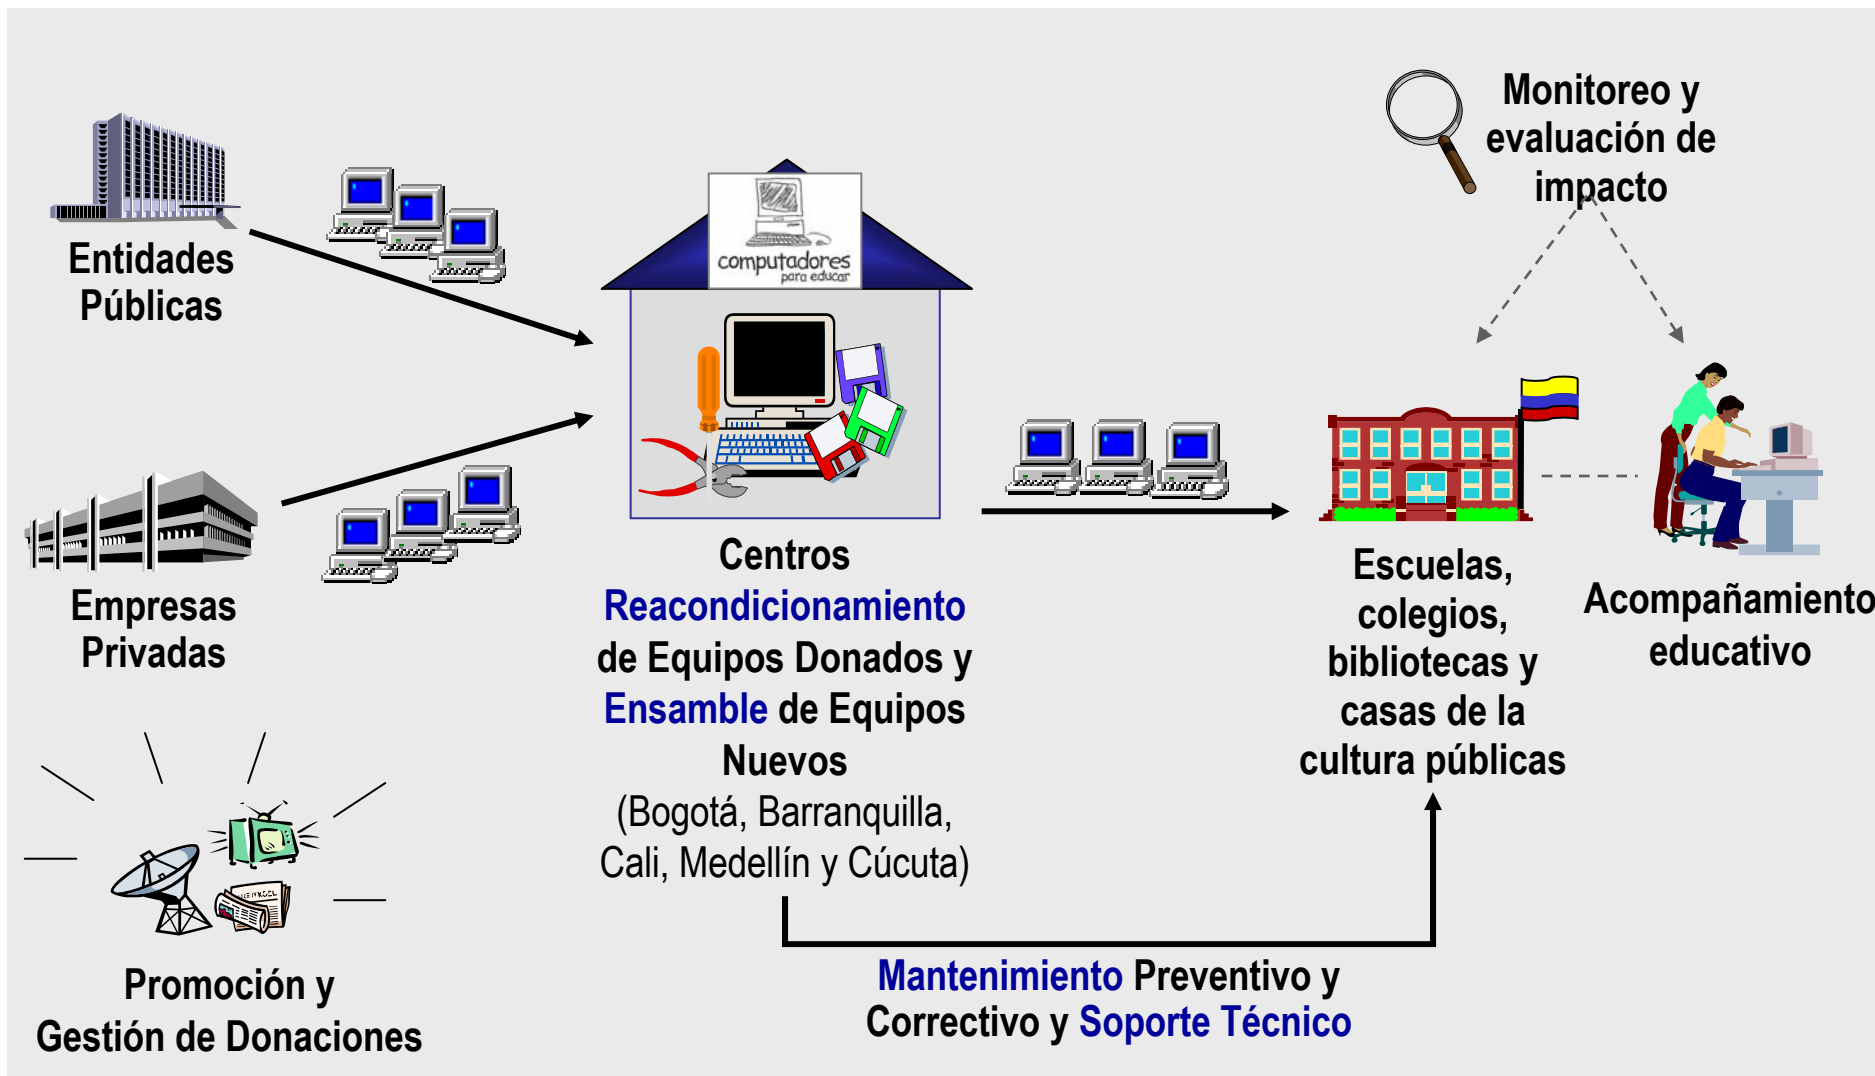 Entidades
Públicas
Empresas
Privadas
Promoción y
Gestión de Donaciones
computadores
para educar
Centros
Reacondicionamiento
de Equipos Donados y
Ensamble de Equipos
Nuevos
(Bogotá, Barranquilla,
Cali, Medellín y Cúcuta)
Mantenimiento Preventivo y
Correctivo y Soporte Técnico
Monitoreo y
evaluación de
impacto
Escuelas,
colegios,
bibliotecas y
casas de la
cultura públicas
Acompañamiento
educativo